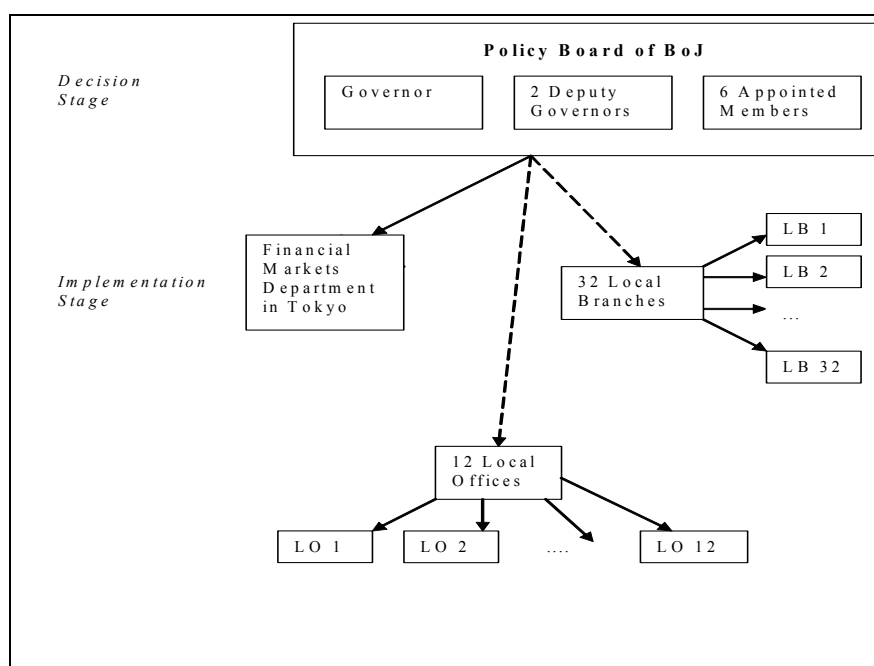 Policy Board of BoJ
Decision
Stage
Governor
2 Deputy
Governors
6 Appointed
Members
Implementation
Stage
Financial
Markets
Department
in Tokyo
32 Local
Branches
LB 1
LB 2
...
LB 32
12 Local
Offices
LO 1
LO 2
....
LO 12